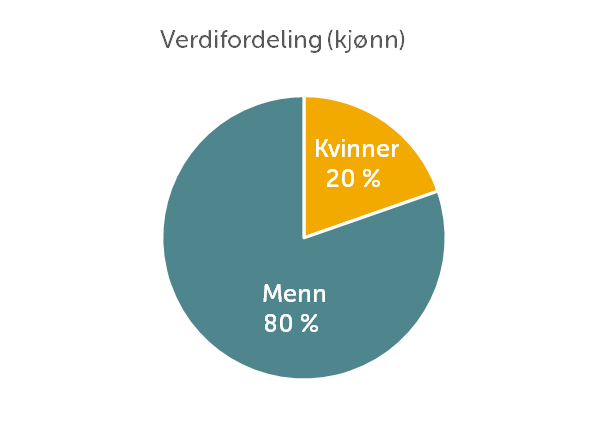 Verdifordeling (kjønn)
Kvinner
20 %
Menn
80 %